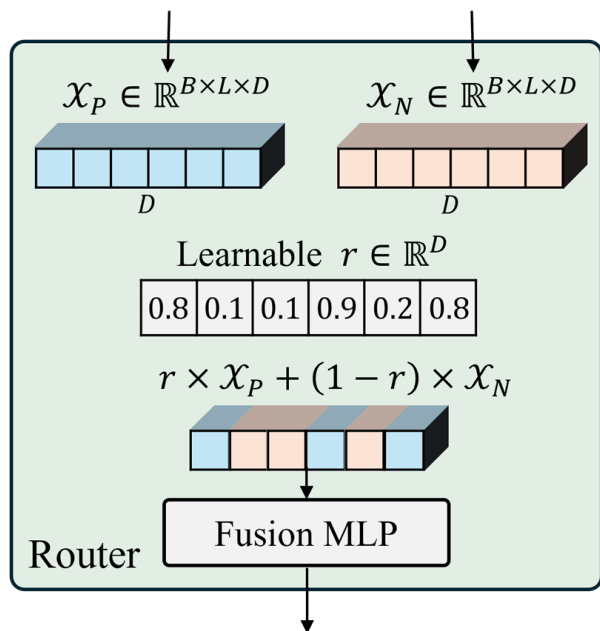 𝒳_P ∈ ℝ^{B×L×D} 𝒳_N ∈ ℝ^{B×L×D}
D D
Learnable r ∈ ℝ^D
0.8 0.1 0.1 0.9 0.2 0.8
r × 𝒳_P + (1 − r) × 𝒳_N
Fusion MLP
Router